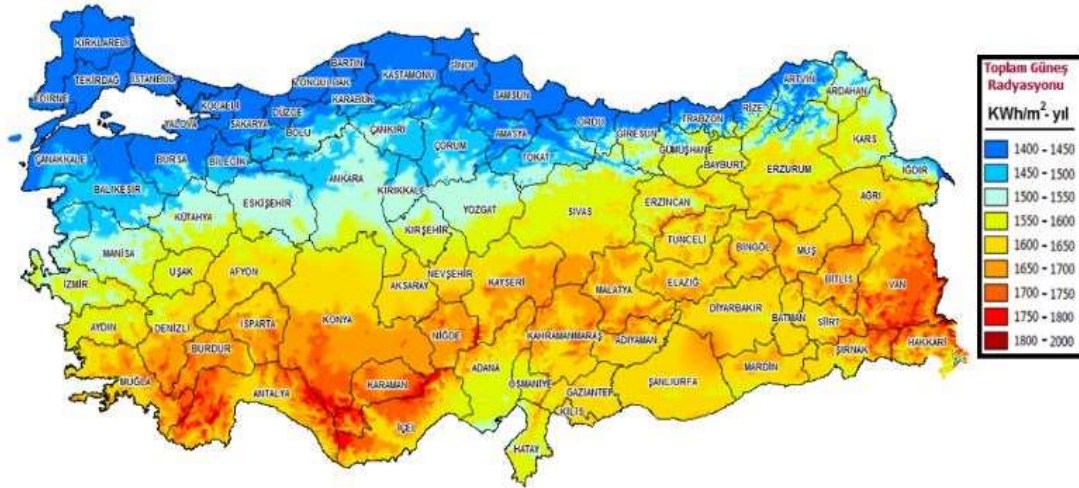 KIRKLARELİ
TEKİRDAĞ
İSTANBUL
EDİRNE
KOCAELİ
YALOVA
SAKARYA
DÜZCE
BOLU
ZONGULDAK
BARTIN
KARABÜK
KASTAMONU
SİNOP
SAMSUN
ÇANKIRI
ÇORUM
AMASYA
TOKAT
ORDU
GİRESUN
TRABZON
RİZE
ARTVİN
ARDAHAN
KARS
IĞDIR
GÜMÜŞHANE
BAYBURT
ERZURUM
AĞRI
ÇANAKKALE
BURSA
BİLECİK
BALIKESİR
KÜTAHYA
ESKİŞEHİR
ANKARA
KIRIKKALE
YOZGAT
SİVAS
ERZİNCAN
TUNCELİ
BİNGÖL
MUŞ
BİTLİS
VAN
MANİSA
İZMİR
UŞAK
AFYON
KIRŞEHİR
NEVŞEHİR
AKSARAY
KAYSERİ
MALATYA
ELAZIĞ
DİYARBAKIR
BATMAN
SİİRT
ŞIRNAK
HAKKARİ
AYDIN
DENİZLİ
ISPARTA
BURDUR
KONYA
NİĞDE
KAHRAMANMARAŞ
ADIYAMAN
MUĞLA
ANTALYA
KARAMAN
İÇEL
ADANA
OSMANİYE
GAZİANTEP
KİLİS
ŞANLIURFA
MARDİN
HATAY
Toplam Güneş
Radyasyonu
KWh/m²- yıl
1400 - 1450
1450 - 1500
1500 - 1550
1550 - 1600
1600 - 1650
1650 - 1700
1700 - 1750
1750 - 1800
1800 - 2000